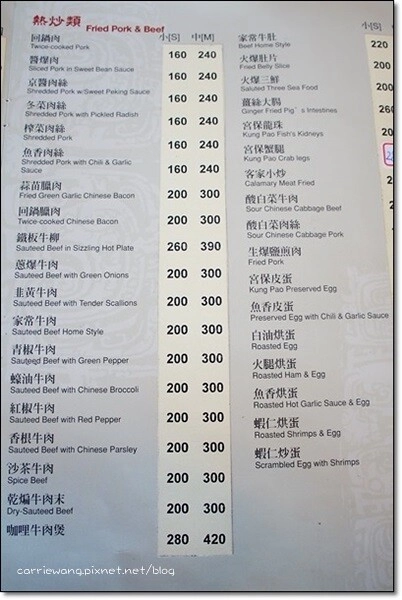 熱炒類 Fried Pork & Beef 小[S] 中[M]
回鍋肉 160 240
Twice-cooked Pork
醬爆肉 160 240
Sliced Pork in Sweet Bean Sauce
京醬肉絲 160 240
Shredded Pork w/Sweet Peking Sauce
冬菜肉絲 160 240
Shredded Pork with Pickled Radish
榨菜肉絲 160 240
Shredded Pork
魚香肉絲 160 240
Shredded Pork with Chili & Garlic
Sauce
蒜苗臘肉 200 300
Fried Green Garlic Chinese Bacon
回鍋臘肉 200 300
Twice-cooked Chinese Bacon
鐵板牛柳 260 390
Sauteed Beef in Sizzling Hot Plate
蔥爆牛肉 200 300
Sauteed Beef with Green Onions
韭黃牛肉 200 300
Sauteed Beef with Tender Scallions
家常牛肉 200 300
Sauteed Beef Home Style
青椒牛肉 200 300
Sauteed Beef with Green Pepper
蠔油牛肉 200 300
Sauteed Beef with Chinese Broccoli
紅椒牛肉 200 300
Sauteed Beef with Red Pepper
香根牛肉 200 300
Sauteed Beef with Chinese Parsley
沙茶牛肉 200 300
Spice Beef
乾煸牛肉末 200 300
Dry-Sauteed Beef
咖哩牛肉煲 280 420
小[S]
家常牛肚 220
Beef Home Style
火爆肚片 200
Fried Belly Slice
火爆三鮮
Saluted Three Sea Food
薑絲大腸
Ginger Fried Pig's Intestines
宮保龍珠
Kung Pao Fish's Kidneys
宮保蟹腿
Kung Pao Crab legs
客家小炒
Calamary Meat Fried
酸白菜牛肉
Sour Chinese Cabbage Beef
酸白菜肉絲
Sour Chinese Cabbage Pork
生爆鹽煎肉
Fried Pork
宮保皮蛋
Kung Pao Preserved Egg
魚香皮蛋
Preserved Egg with Chili & Garlic Sauce
白油烘蛋
Roasted Egg
火腿烘蛋
Roasted Ham & Egg
魚香烘蛋
Roasted Hot Garlic Sauce & Egg
蝦仁烘蛋
Roasted Shrimps & Egg
蝦仁炒蛋
Scrambled Egg with Shrimps
carriewang.pixnet.net/blog